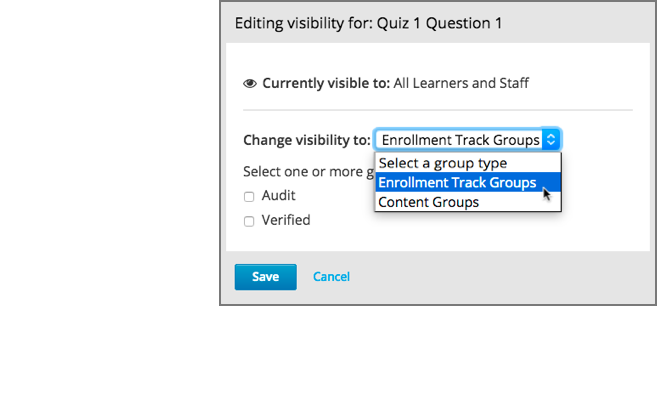 Editing visibility for: Quiz 1 Question 1
Currently visible to: All Learners and Staff
Change visibility to: Enrollment Track Groups
Select a group type
Select one or more g
Enrollment Track Groups
Audit
Content Groups
Verified
Save Cancel